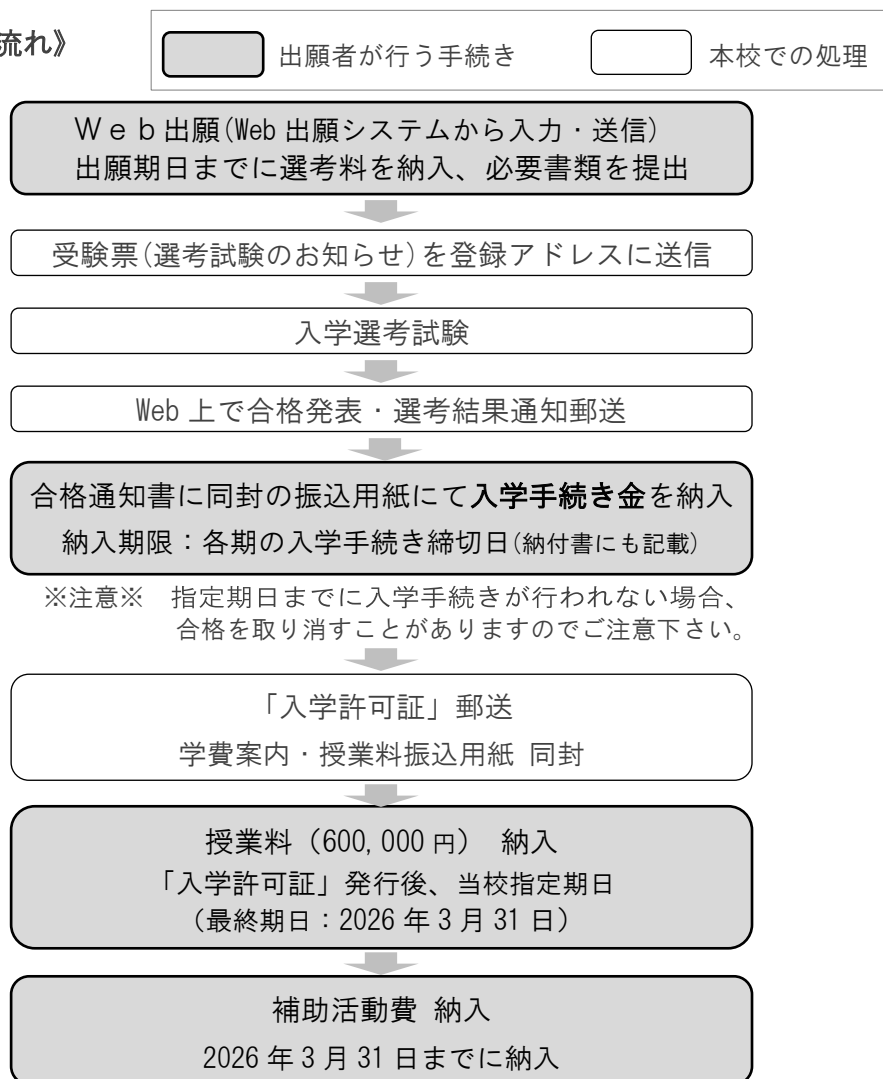 流れ》
出願者が行う手続き
本校での処理
Ｗｅｂ出願(Web 出願システムから入力・送信)
出願期日までに選考料を納入、必要書類を提出
受験票(選考試験のお知らせ)を登録アドレスに送信
入学選考試験
Web 上で合格発表・選考結果通知郵送
合格通知書に同封の振込用紙にて入学手続き金を納入
納入期限：各期の入学手続き締切日(納付書にも記載)
※注意※　指定期日までに入学手続きが行われない場合、
合格を取り消すことがありますのでご注意下さい。
「入学許可証」郵送
学費案内・授業料振込用紙 同封
授業料（600,000 円）　納入
「入学許可証」発行後、当校指定期日
（最終期日：2026 年 3 月 31 日）
補助活動費 納入
2026 年 3 月 31 日までに納入